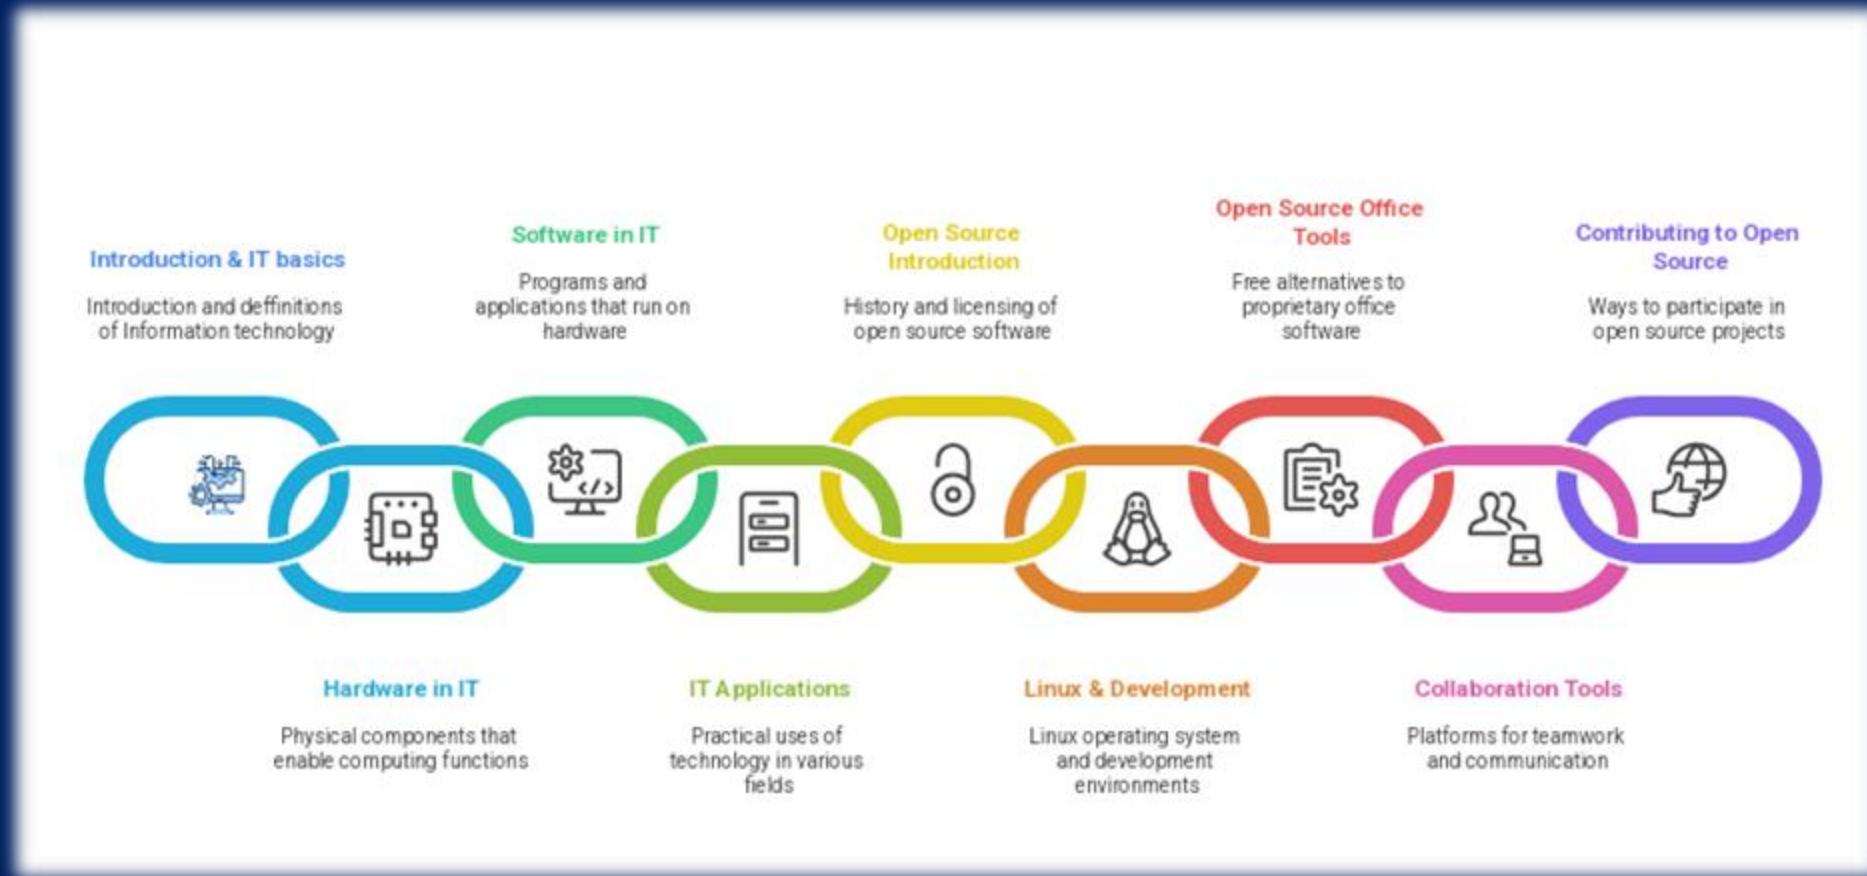 Introduction & IT basics
Introduction and deffinitions
of Information technology
Hardware in IT
Physical components that
enable computing functions
Software in IT
Programs and
applications that run on
hardware
IT Applications
Practical uses of
technology in various
fields
Open Source
Introduction
History and licensing of
open source software
Linux & Development
Linux operating system
and development
environments
Open Source Office
Tools
Free alternatives to
proprietary office
software
Collaboration Tools
Platforms for teamwork
and communication
Contributing to Open
Source
Ways to participate in
open source projects